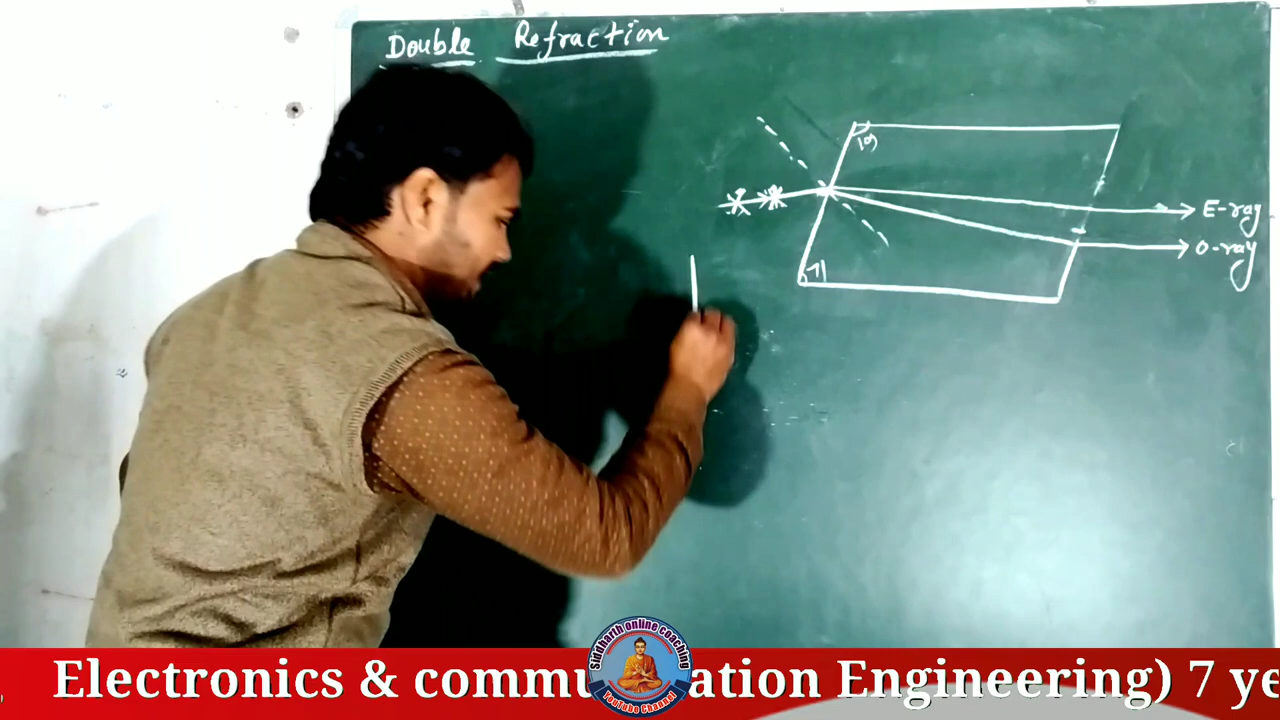 Double Refraction
109
E-ray
O-ray
71
Siddharth online coaching
YouTube Channel
Electronics & commu ation Engineering) 7 ye